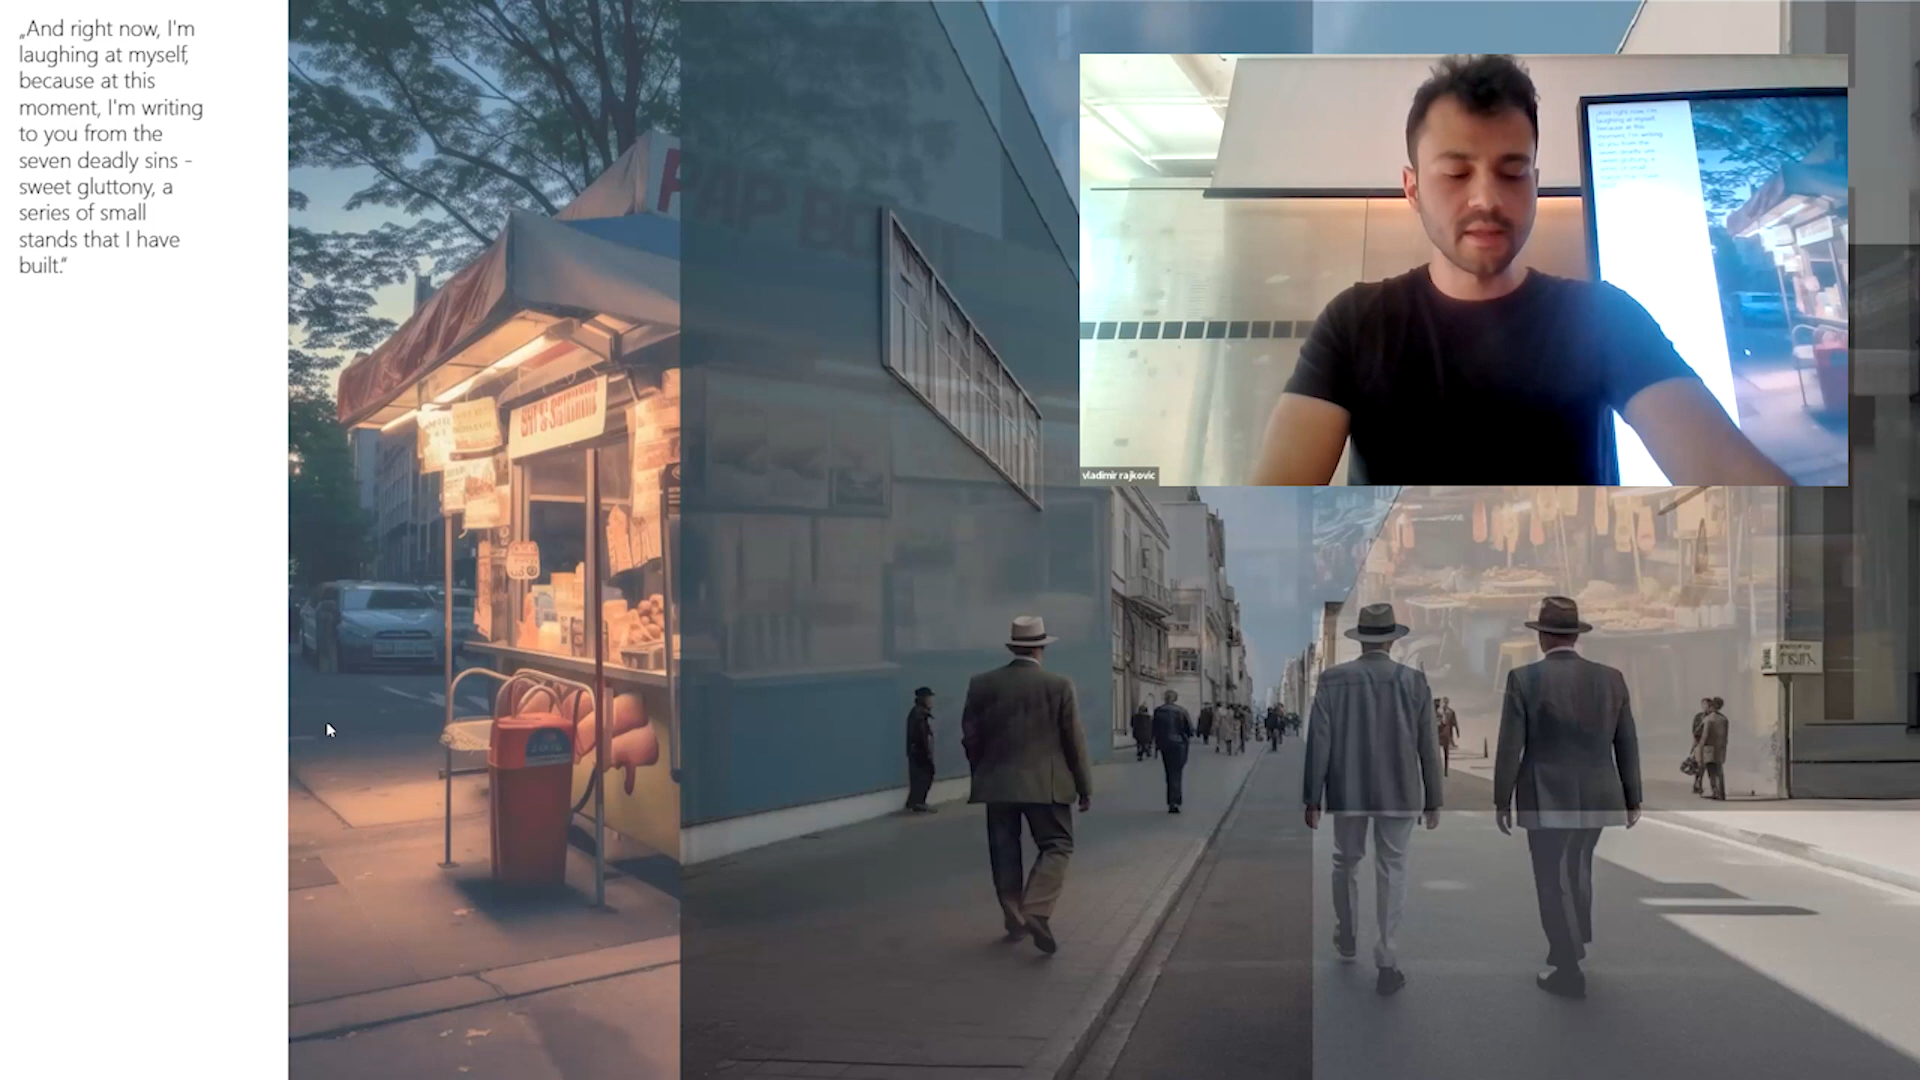 „And right now, I'm
laughing at myself,
because at this
moment, I'm writing
to you from the
seven deadly sins -
sweet gluttony, a
series of small
stands that I have
built.“
vladimir rajkovic